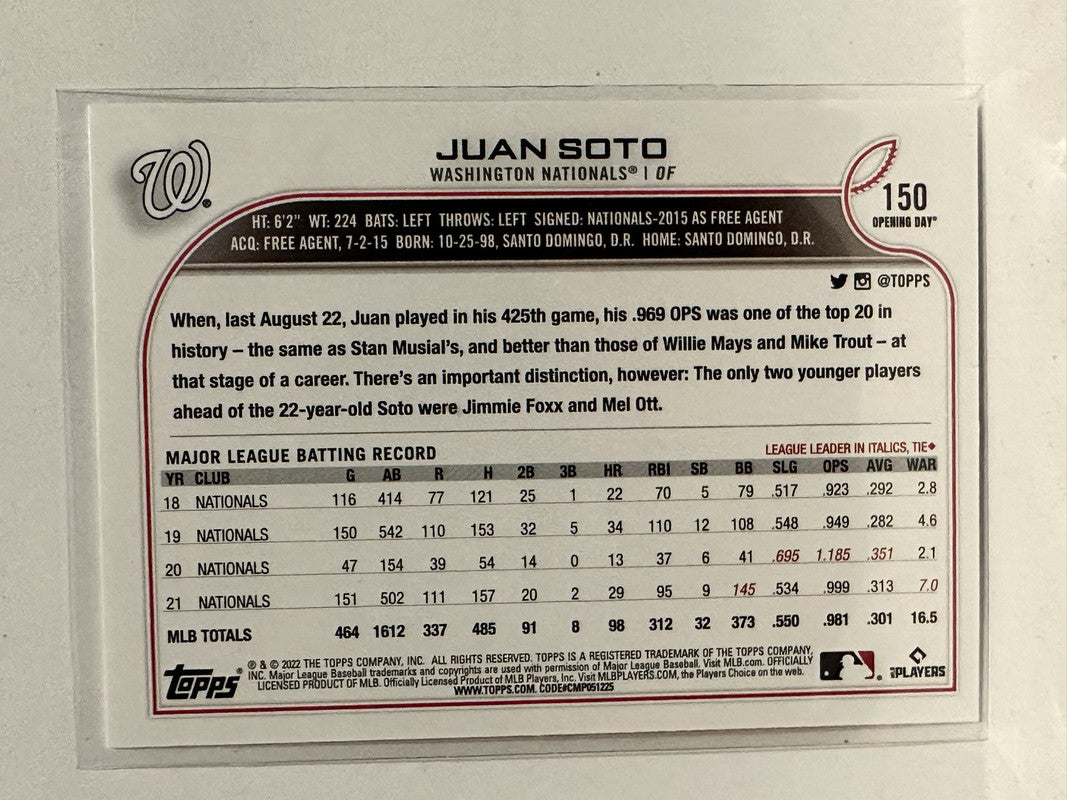 W®
JUAN SOTO
WASHINGTON NATIONALS® | OF
150
OPENING DAY®
HT: 6'2" WT: 224 BATS: LEFT THROWS: LEFT SIGNED: NATIONALS-2015 AS FREE AGENT
ACQ: FREE AGENT, 7-2-15 BORN: 10-25-98, SANTO DOMINGO, D.R. HOME: SANTO DOMINGO, D.R.
@TOPPS
When, last August 22, Juan played in his 425th game, his .969 OPS was one of the top 20 in
history – the same as Stan Musial's, and better than those of Willie Mays and Mike Trout – at
that stage of a career. There's an important distinction, however: The only two younger players
ahead of the 22-year-old Soto were Jimmie Foxx and Mel Ott.
MAJOR LEAGUE BATTING RECORD LEAGUE LEADER IN ITALICS, TIE◆
YR CLUB G AB R H 2B 3B HR RBI SB BB SLG OPS AVG WAR
18 NATIONALS 116 414 77 121 25 1 22 70 5 79 .517 .923 .292 2.8
19 NATIONALS 150 542 110 153 32 5 34 110 12 108 .548 .949 .282 4.6
20 NATIONALS 47 154 39 54 14 0 13 37 6 41 .695 1.185 .351 2.1
21 NATIONALS 151 502 111 157 20 2 29 95 9 145 .534 .999 .313 7.0
MLB TOTALS 464 1612 337 485 91 8 98 312 32 373 .550 .981 .301 16.5
topps®
® & © 2022 THE TOPPS COMPANY, INC. ALL RIGHTS RESERVED. TOPPS IS A REGISTERED TRADEMARK OF THE TOPPS COMPANY,
INC. Major League Baseball trademarks and copyrights are used with permission of Major League Baseball. Visit MLB.com. OFFICIALLY
LICENSED PRODUCT OF MLB. Officially Licensed Product of MLB Players, Inc. Visit MLBPLAYERS.COM, the Players Choice on the web.
WWW.TOPPS.COM. CODE#CMP051225
MLB PLAYERS